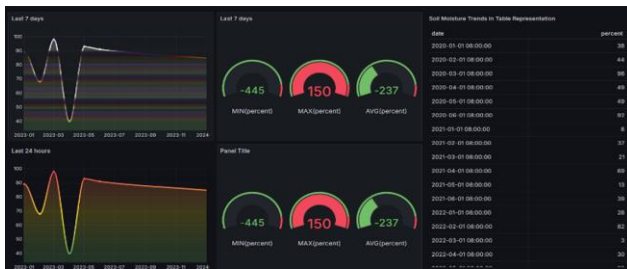 Last 7 days
100
90
80
70
60
50
40
2023-01 2023-03 2023-05 2023-07 2023-09 2023-11 2024-
Last 24 hours
100
90
80
70
60
50
40
2023-01 2023-03 2023-05 2023-07 2023-09 2023-11 2024-
Last 7 days
-445
150
-237
MIN(percent)
MAX(percent)
AVG(percent)
Panel Title
-445
150
-237
MIN(percent)
MAX(percent)
AVG(percent)
Soil Moisture Trends In Table Representation
date percent
2020-01-01 08:00:00 38
2020-02-01 08:00:00 44
2020-03-01 08:00:00 98
2020-04-01 08:00:00 49
2020-05-01 08:00:00 49
2020-06-01 08:00:00 92
2021-01-01 08:00:00
2021-02-01 08:00:00 37
2021-03-01 08:00:00 21
2021-04-01 08:00:00 69
2021-05-01 08:00:00 13
2021-06-01 08:00:00 39
2022-01-01 08:00:00 28
2022-02-01 08:00:00 82
2022-03-01 08:00:00 3
2022-04-01 08:00:00 30